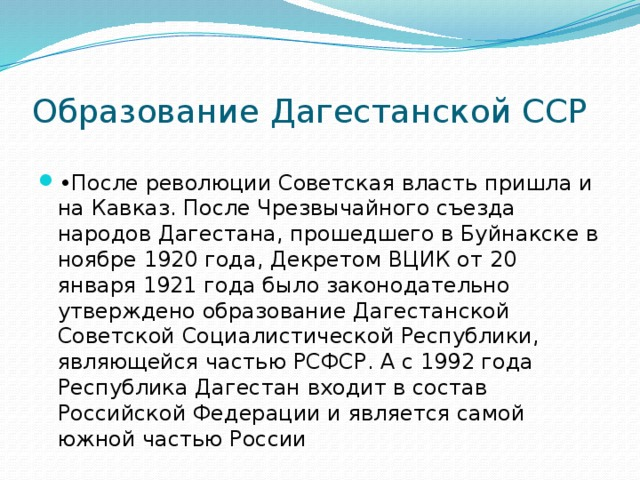 Образование Дагестанской ССР
•После революции Советская власть пришла и
на Кавказ. После Чрезвычайного съезда
народов Дагестана, прошедшего в Буйнакске в
ноябре 1920 года, Декретом ВЦИК от 20
января 1921 года было законодательно
утверждено образование Дагестанской
Советской Социалистической Республики,
являющейся частью РСФСР. А с 1992 года
Республика Дагестан входит в состав
Российской Федерации и является самой
южной частью России